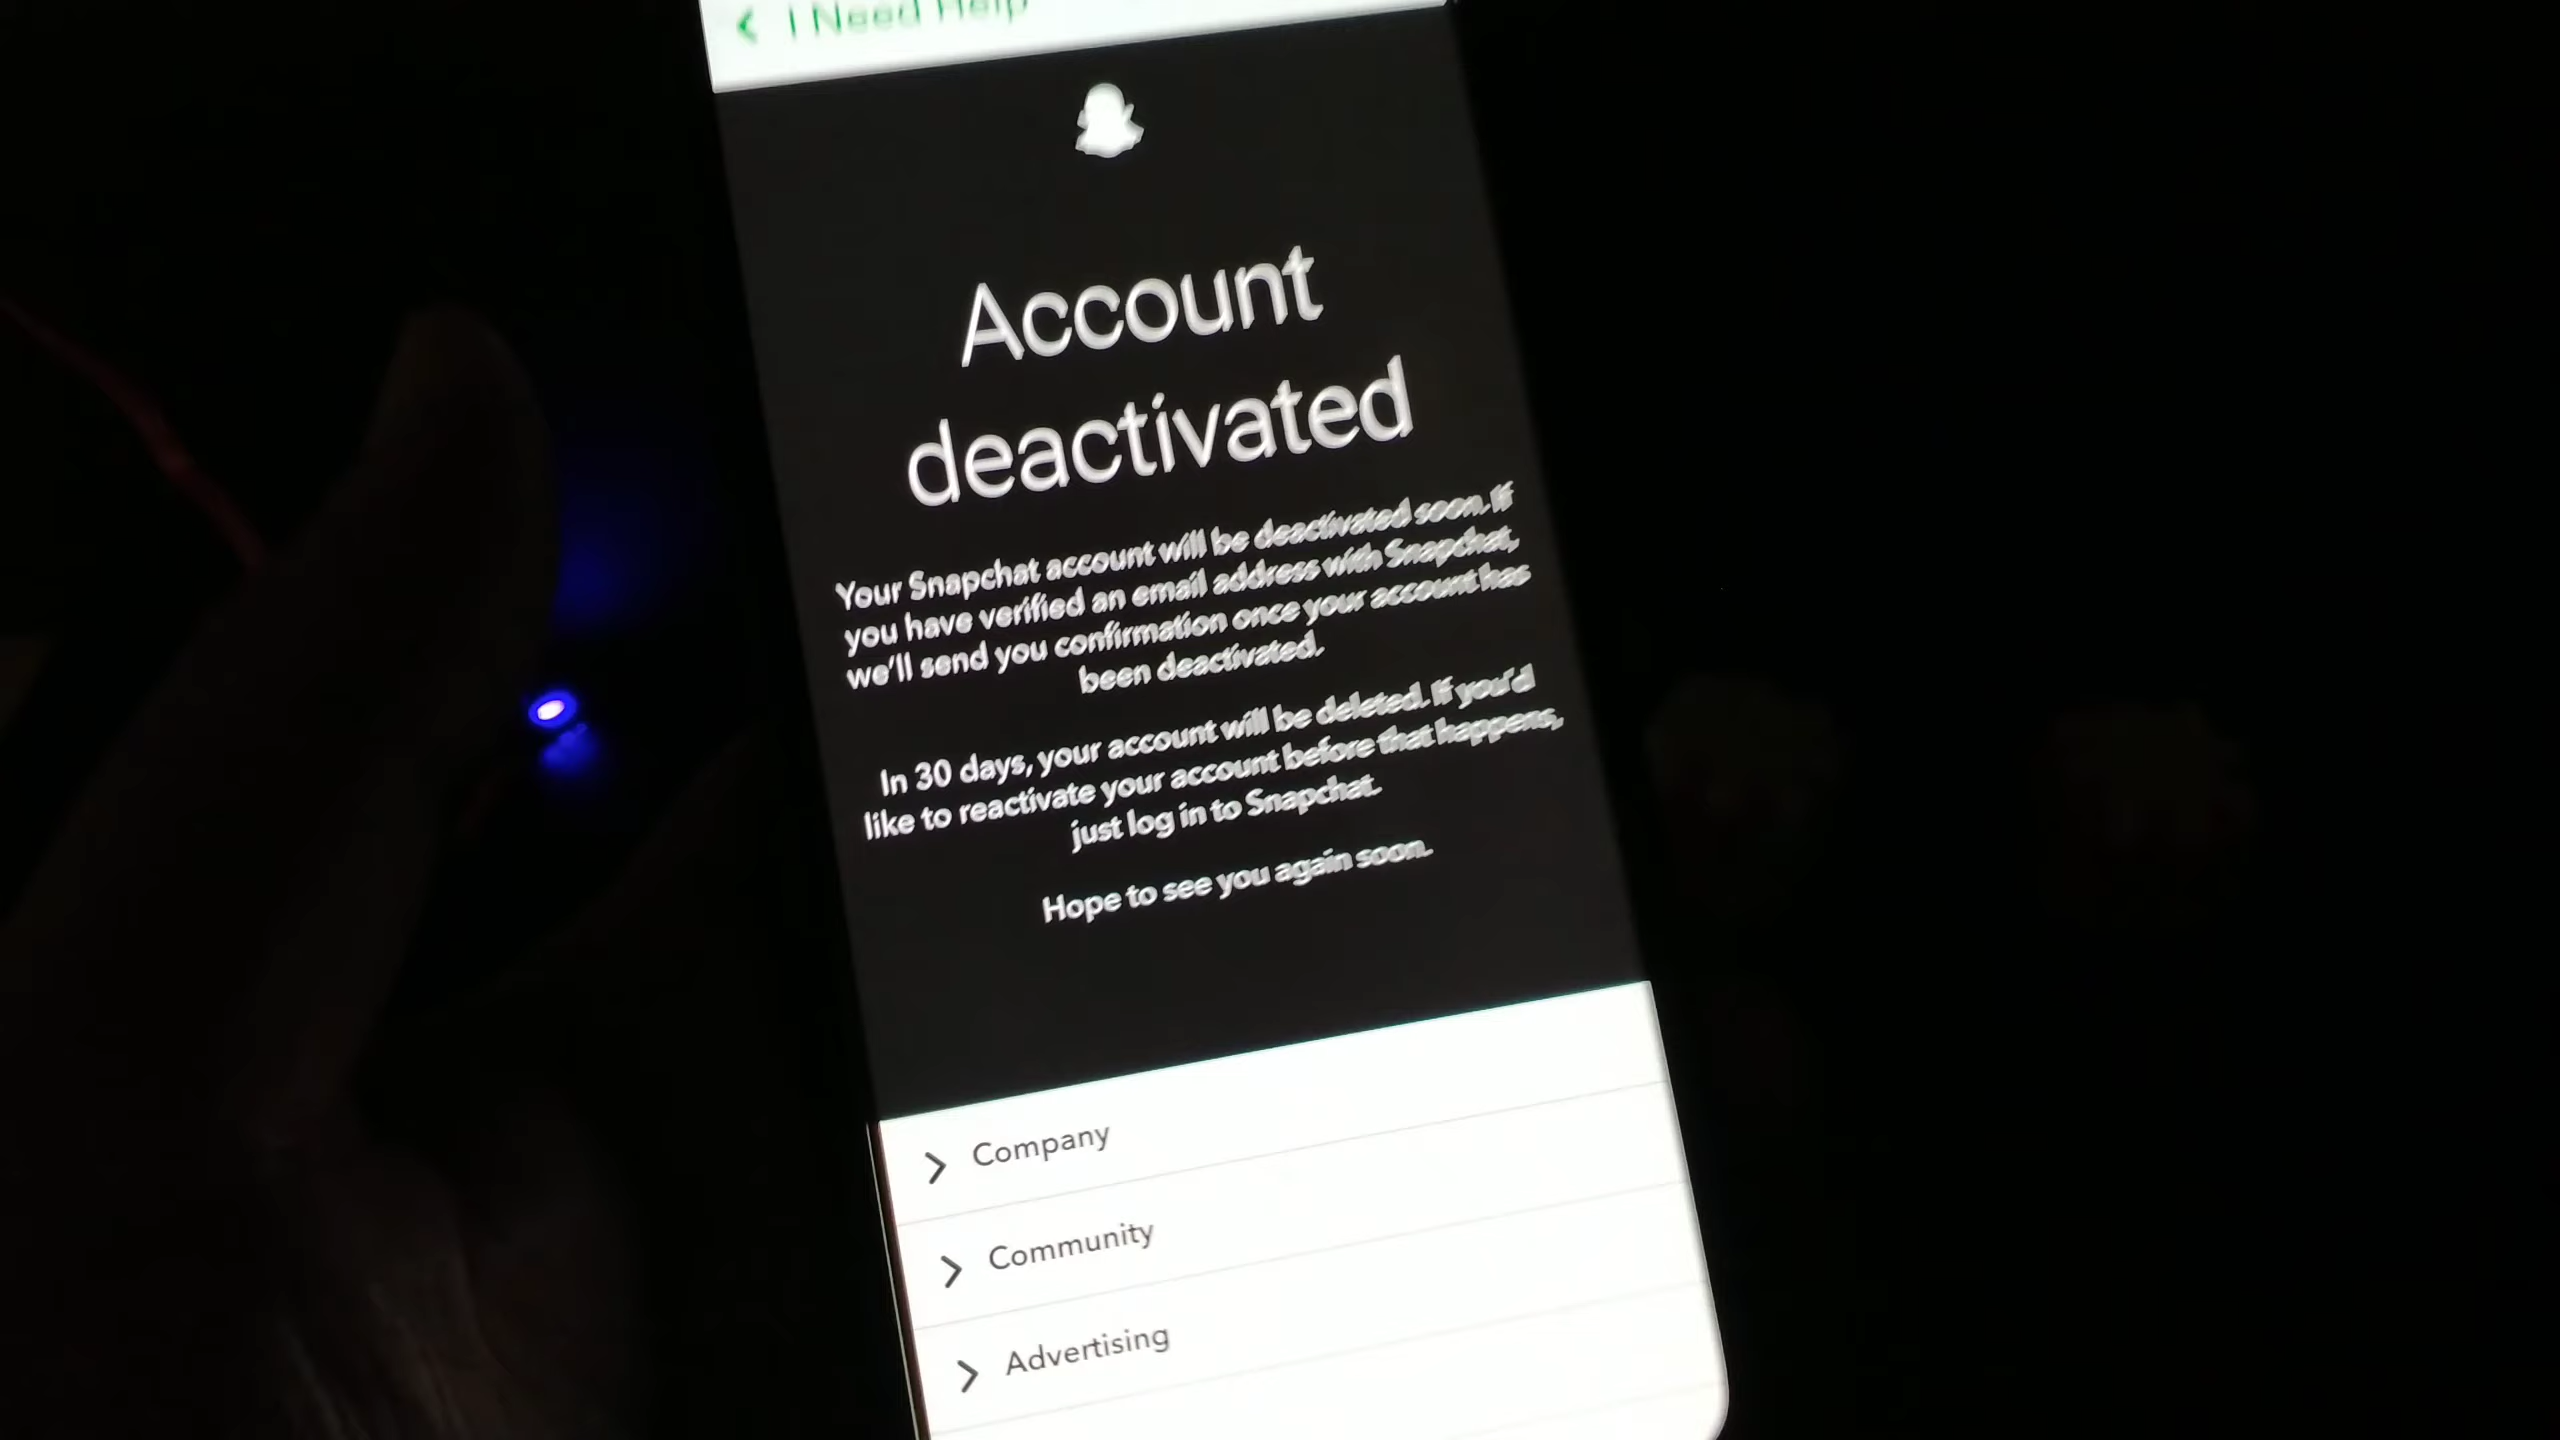 I Need Help
Account
deactivated
Your Snapchat account will be deactivated soon. If
you have verified an email address with Snapchat,
we'll send you confirmation once your account has
been deactivated.
In 30 days, your account will be deleted. If you'd
like to reactivate your account before that happens,
just log in to Snapchat.
Hope to see you again soon.
Company
Community
Advertising